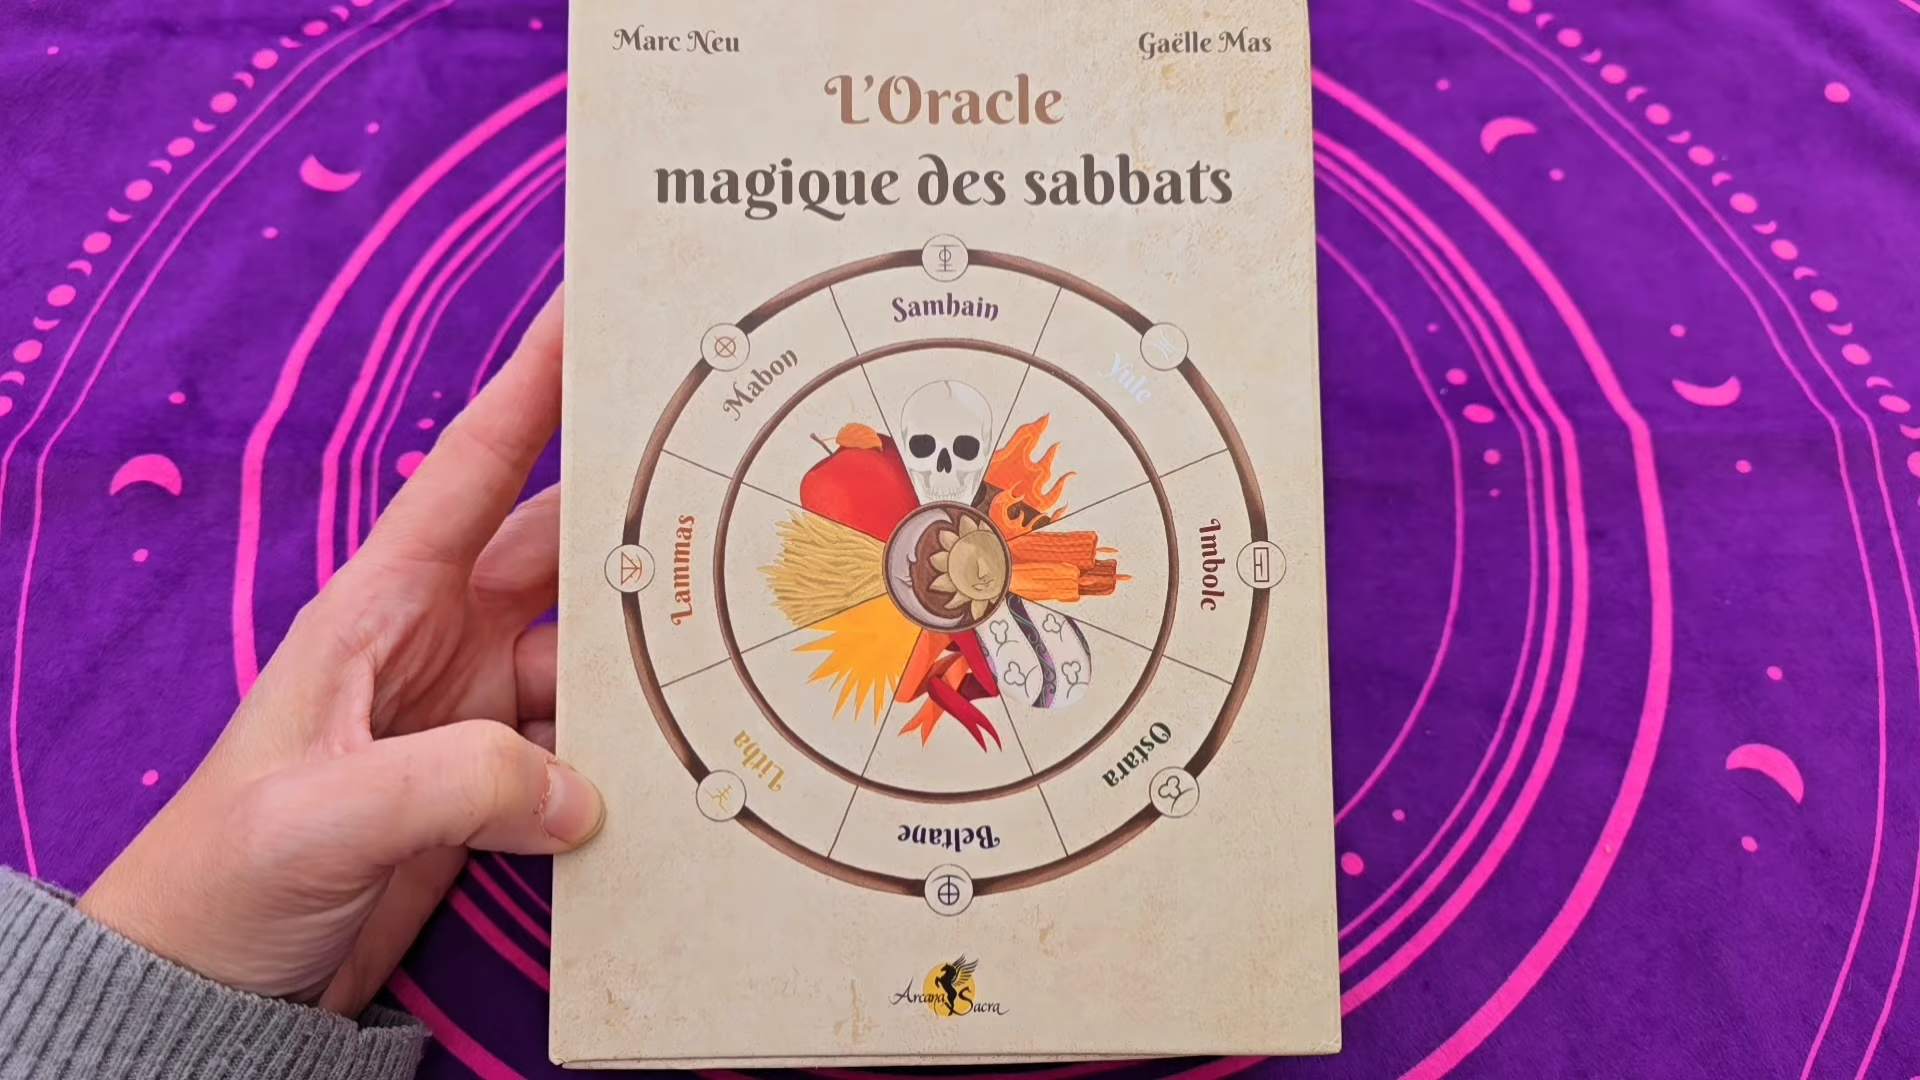 Marc Neu
Gaëlle Mas
L'Oracle
magique des sabbats
Samhain
Yule
Imbolc
Ostara
Beltane
Litha
Lammas
Mabon
Arcana Sacra